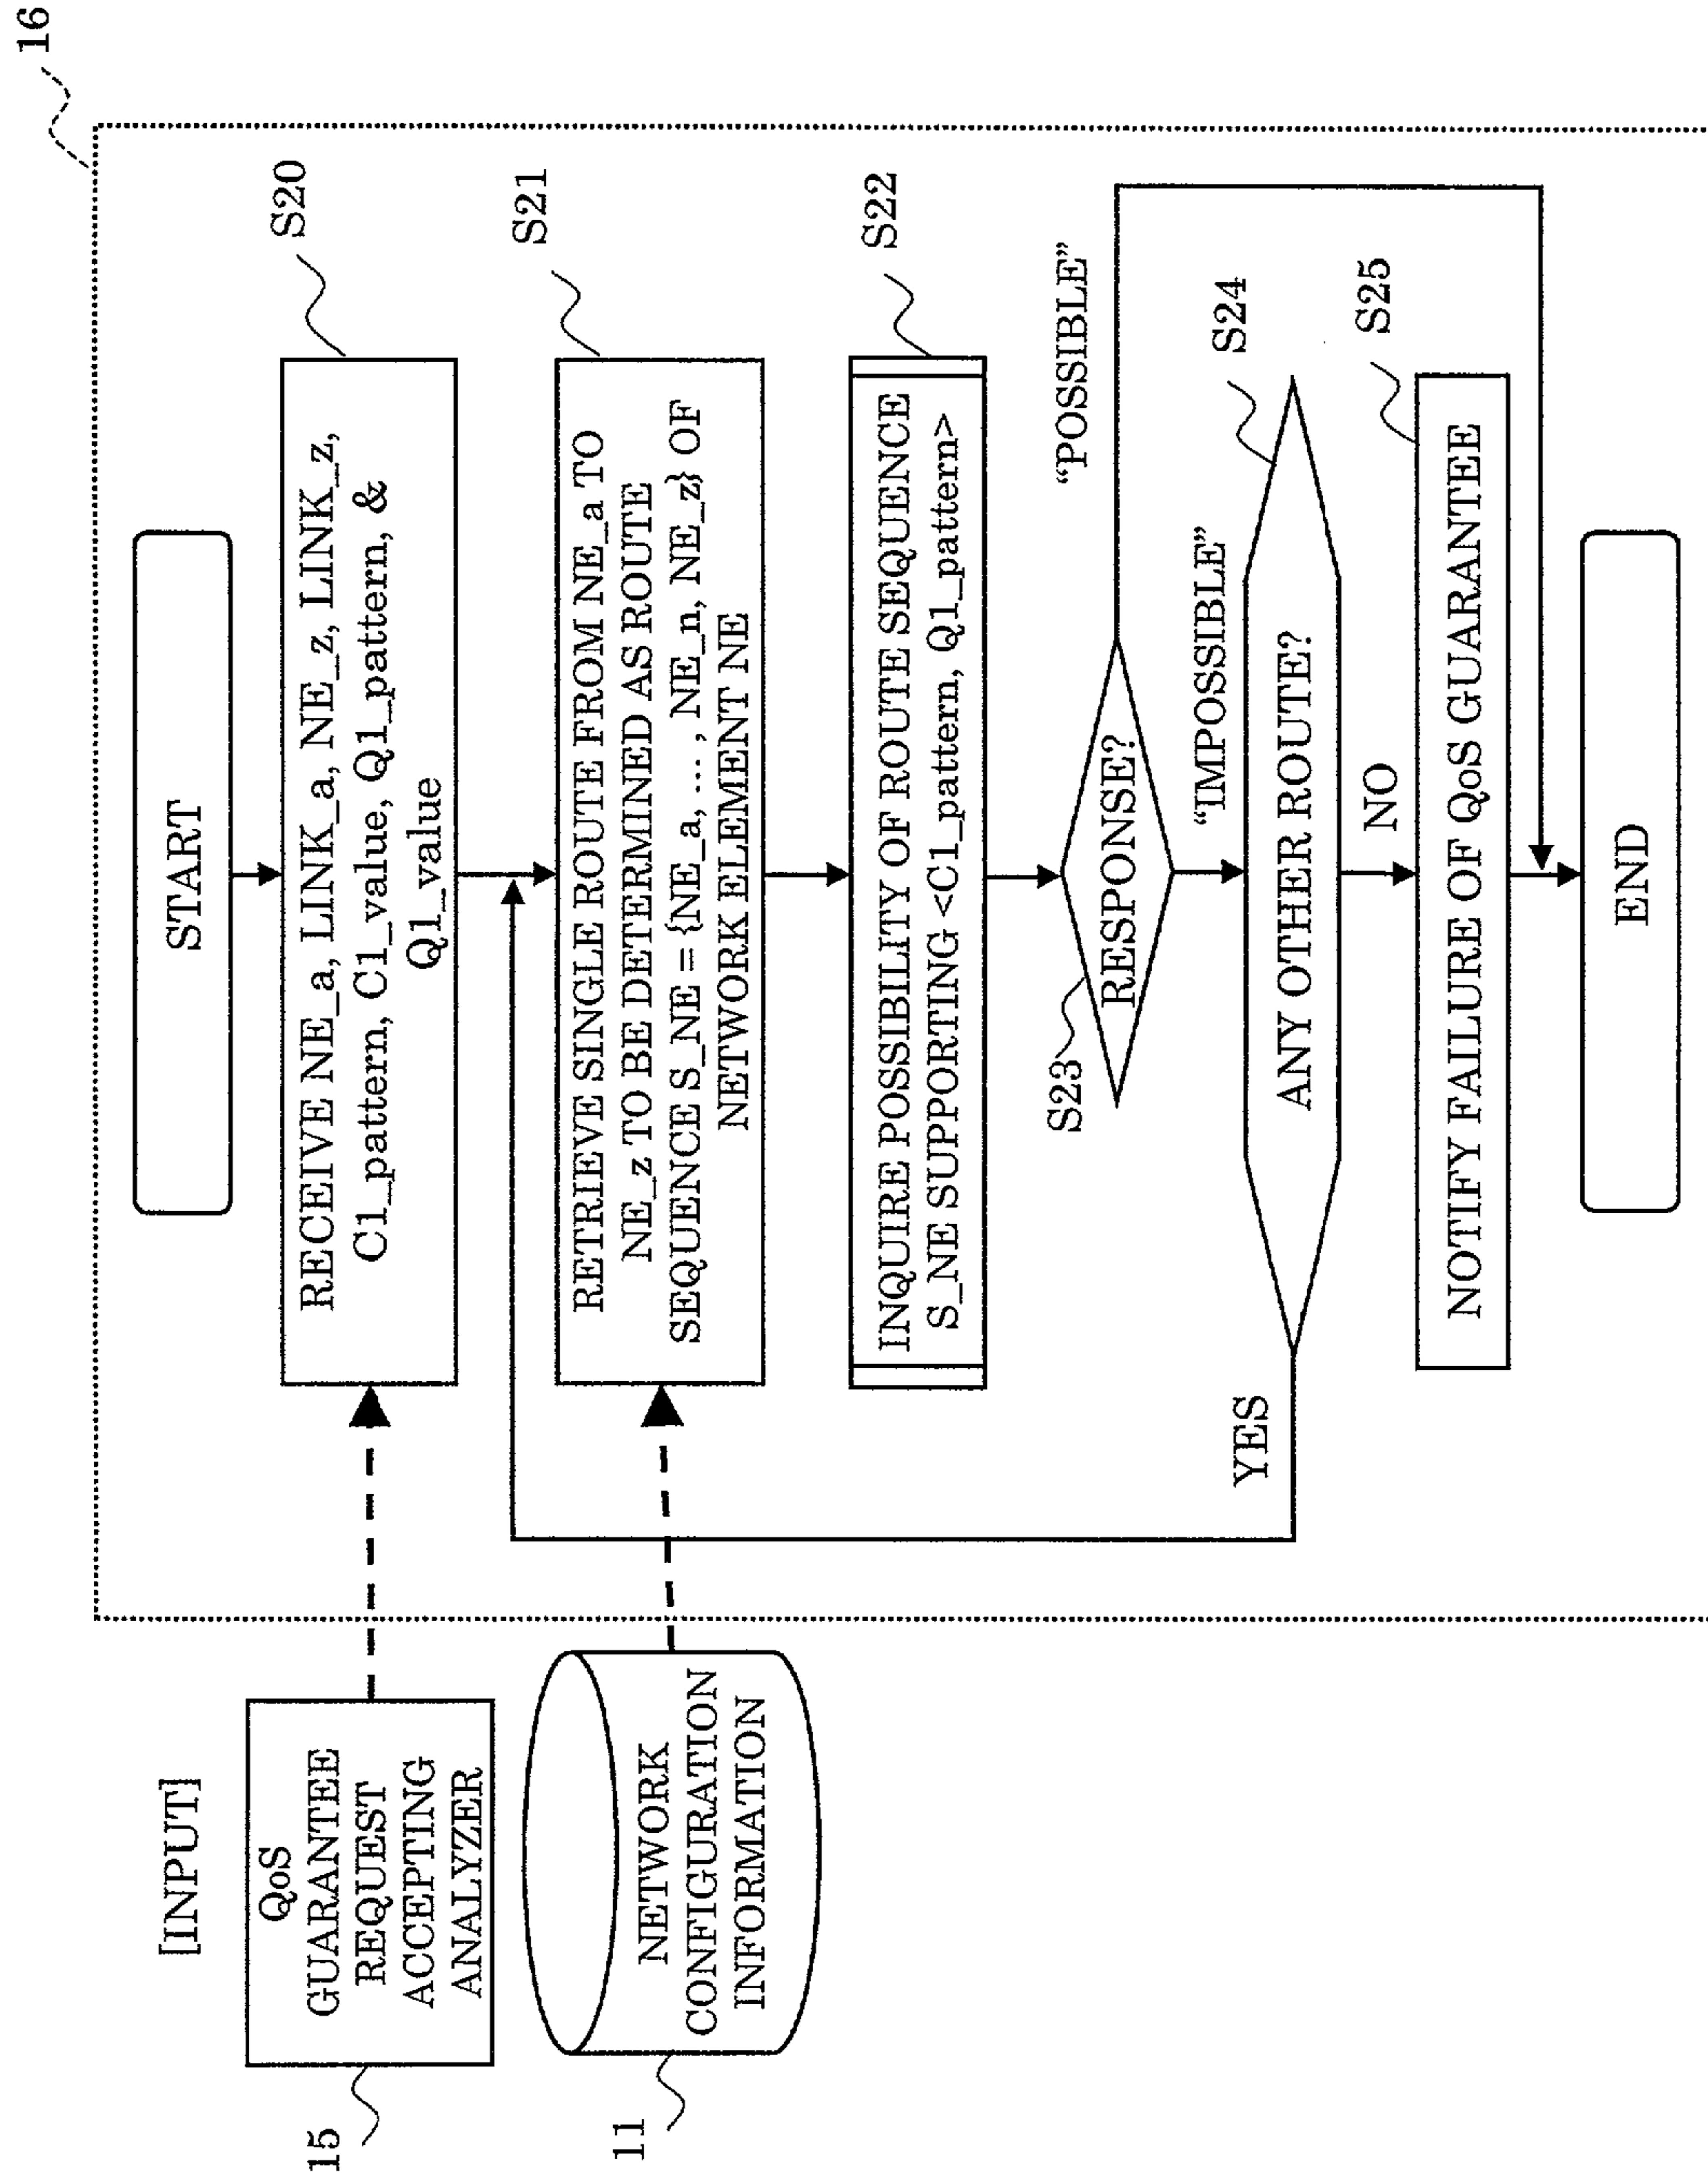 16
[INPUT]
15
QoS
GUARANTEE
REQUEST
ACCEPTING
ANALYZER
11
NETWORK
CONFIGURATION
INFORMATION
START
S20
RECEIVE NE_a, LINK_a, NE_z, LINK_z,
C1_pattern, C1_value, Q1_pattern, &
Q1_value
S21
RETRIEVE SINGLE ROUTE FROM NE_a TO
NE_z TO BE DETERMINED AS ROUTE
SEQUENCE S_NE = {NE_a, ... , NE_n, NE_z} OF
NETWORK ELEMENT NE
S22
INQUIRE POSSIBILITY OF ROUTE SEQUENCE
S_NE SUPPORTING <C1_pattern, Q1_pattern>
S23
RESPONSE?
“POSSIBLE”
“IMPOSSIBLE”
S24
ANY OTHER ROUTE?
YES
NO
S25
NOTIFY FAILURE OF QoS GUARANTEE
END